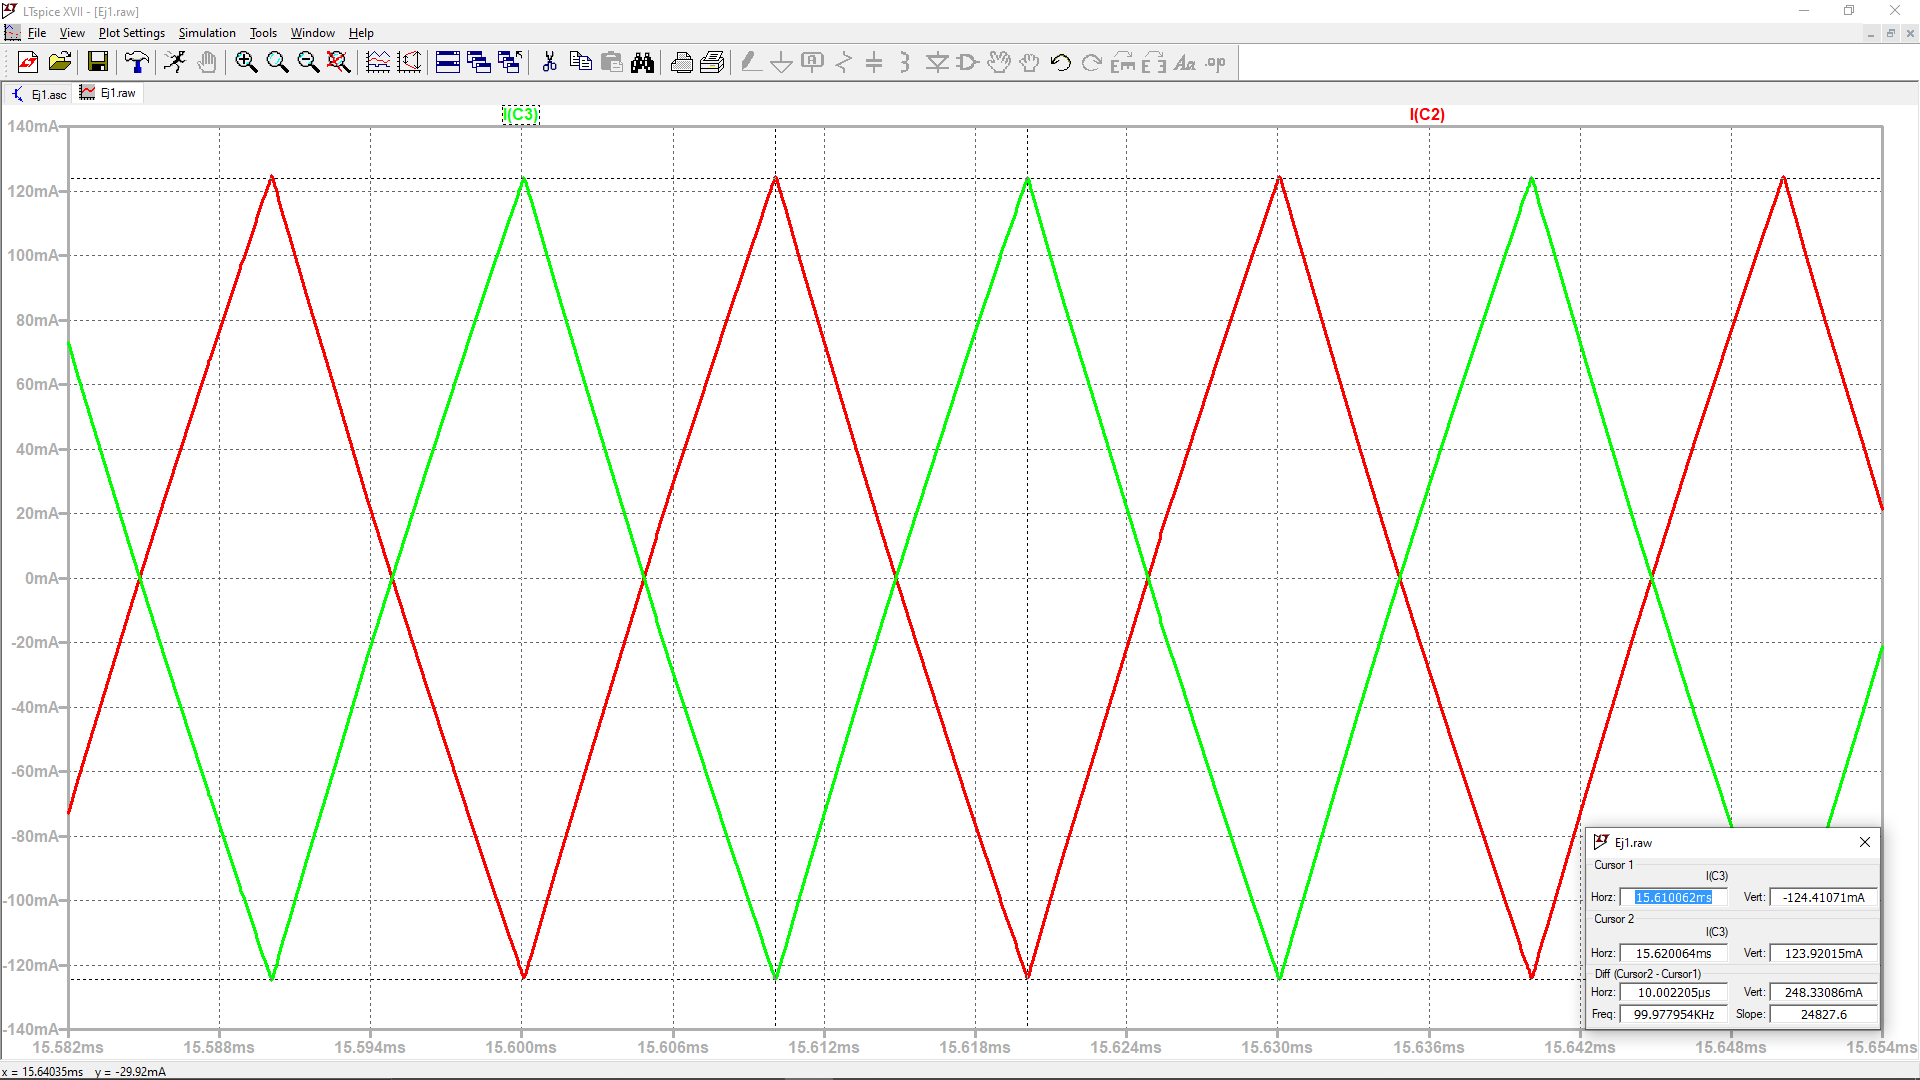 LTspice XVII - [Ej1.raw]
File View Plot Settings Simulation Tools Window Help
Ej1.asc Ej1.raw
I(C3) I(C2)
140mA
120mA
100mA
80mA
60mA
40mA
20mA
0mA
-20mA
-40mA
-60mA
-80mA
-100mA
-120mA
-140mA
15.582ms 15.588ms 15.594ms 15.600ms 15.606ms 15.612ms 15.618ms 15.624ms 15.630ms 15.636ms 15.642ms 15.648ms 15.654ms
Ej1.raw
Cursor 1
I(C3)
Horz: 15.610062ms Vert: -124.41071mA
Cursor 2
I(C3)
Horz: 15.620064ms Vert: 123.92015mA
Diff (Cursor2 - Cursor1)
Horz: 10.002205µs Vert: 248.33086mA
Freq: 99.977954KHz Slope: 24827.6
x = 15.64035ms y = -29.92mA